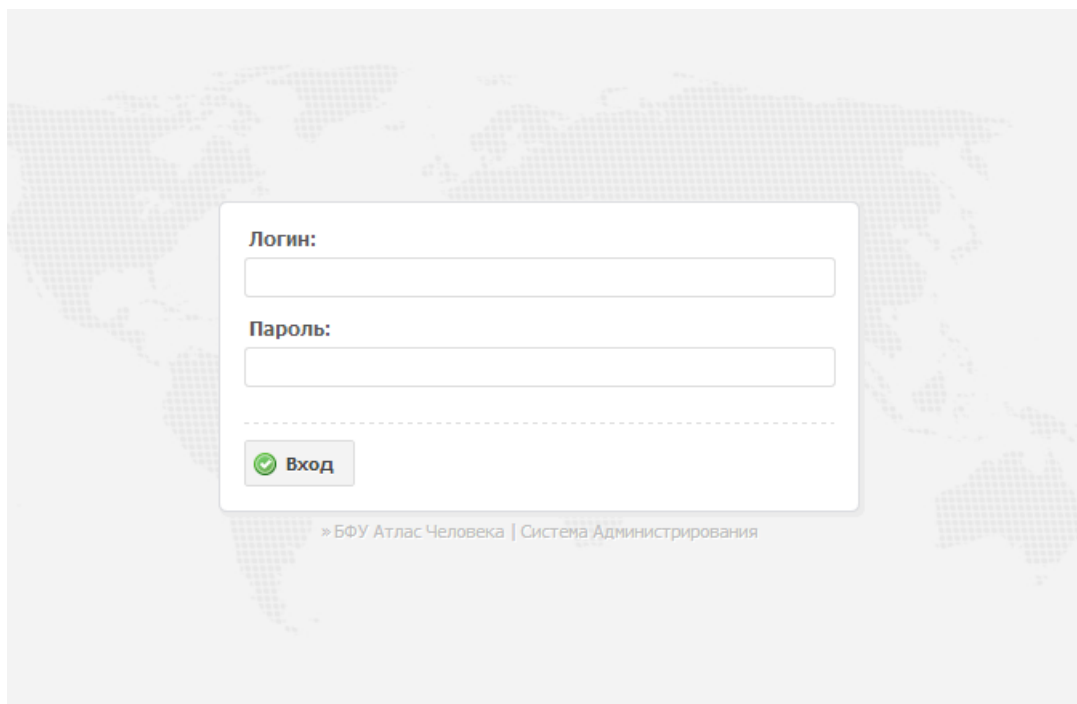 Логин:
Пароль:
Вход
» БФУ Атлас Человека | Система Администрирования